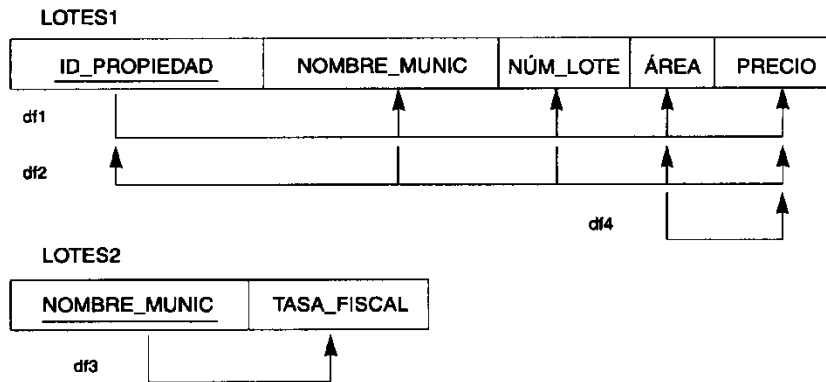 LOTES1
ID_PROPIEDAD NOMBRE_MUNIC NÚM_LOTE ÁREA PRECIO
df1
df2
df4
LOTES2
NOMBRE_MUNIC TASA_FISCAL
df3